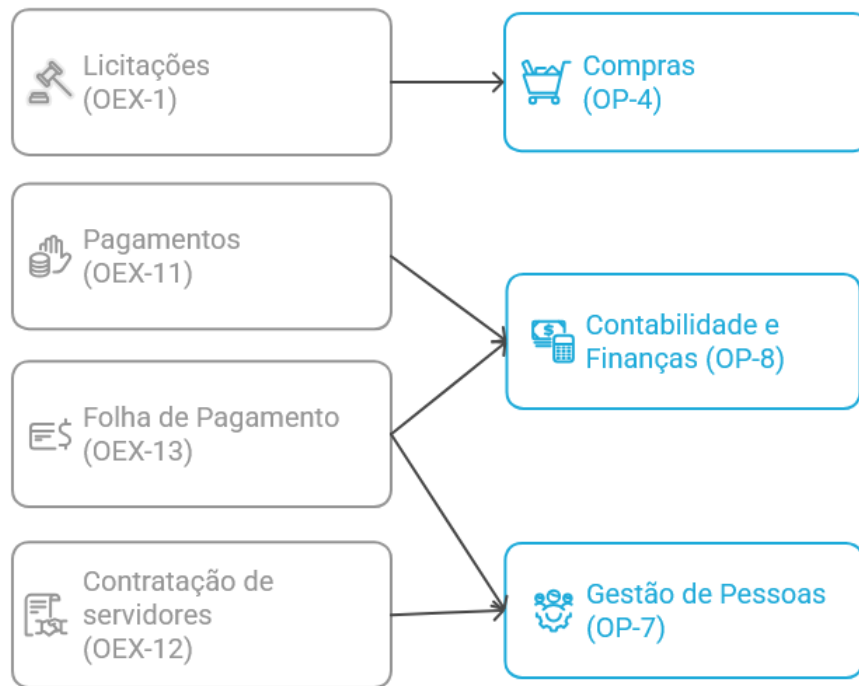 Licitações
(OEX-1)
Compras
(OP-4)
Pagamentos
(OEX-11)
Contabilidade e
Finanças (OP-8)
Folha de Pagamento
(OEX-13)
Contratação de
servidores
(OEX-12)
Gestão de Pessoas
(OP-7)